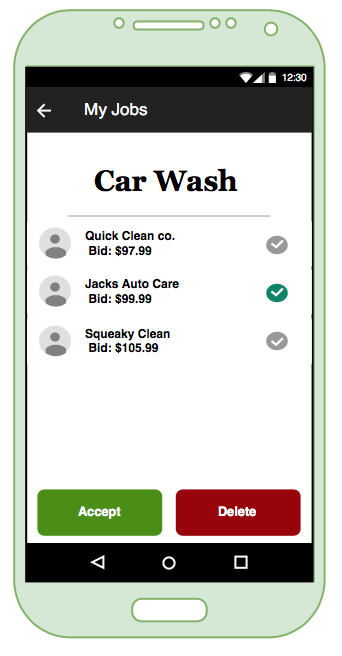 12:30
My Jobs
Car Wash
Quick Clean co.
Bid: $97.99
Jacks Auto Care
Bid: $99.99
Squeaky Clean
Bid: $105.99
Accept
Delete